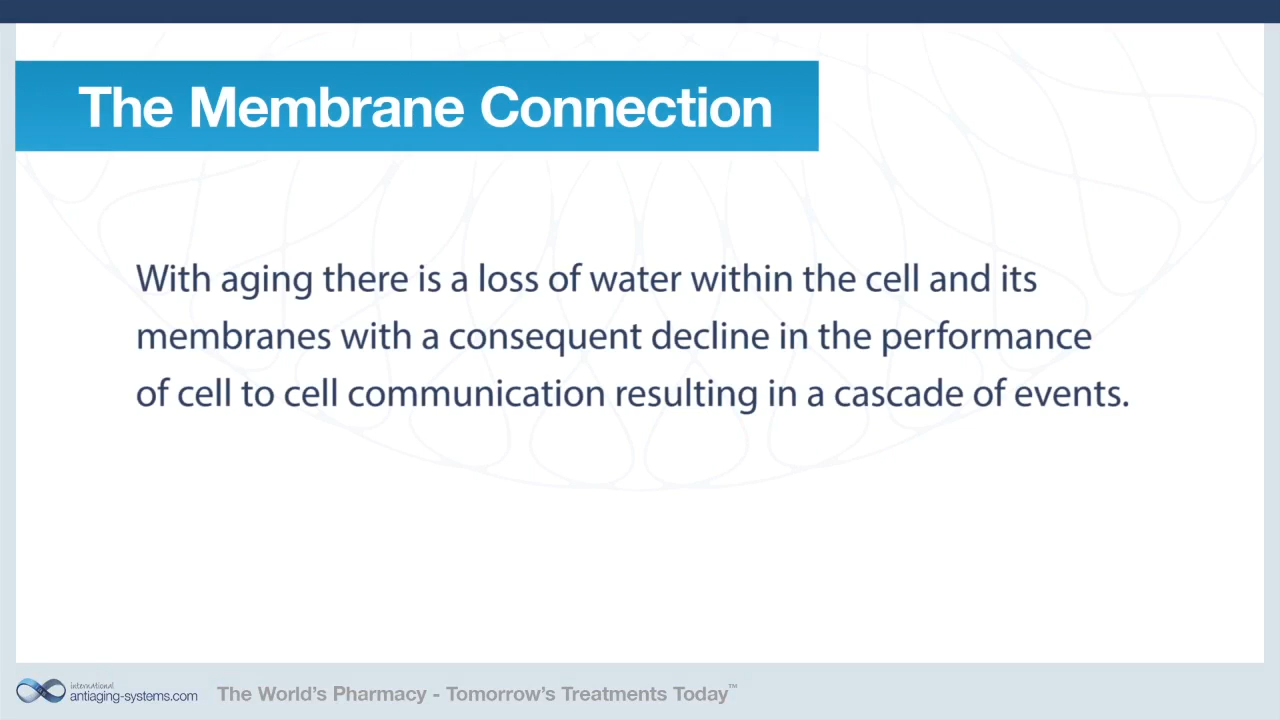 The Membrane Connection
With aging there is a loss of water within the cell and its
membranes with a consequent decline in the performance
of cell to cell communication resulting in a cascade of events.
international
antiaging-systems.com
The World's Pharmacy - Tomorrow's Treatments Today™